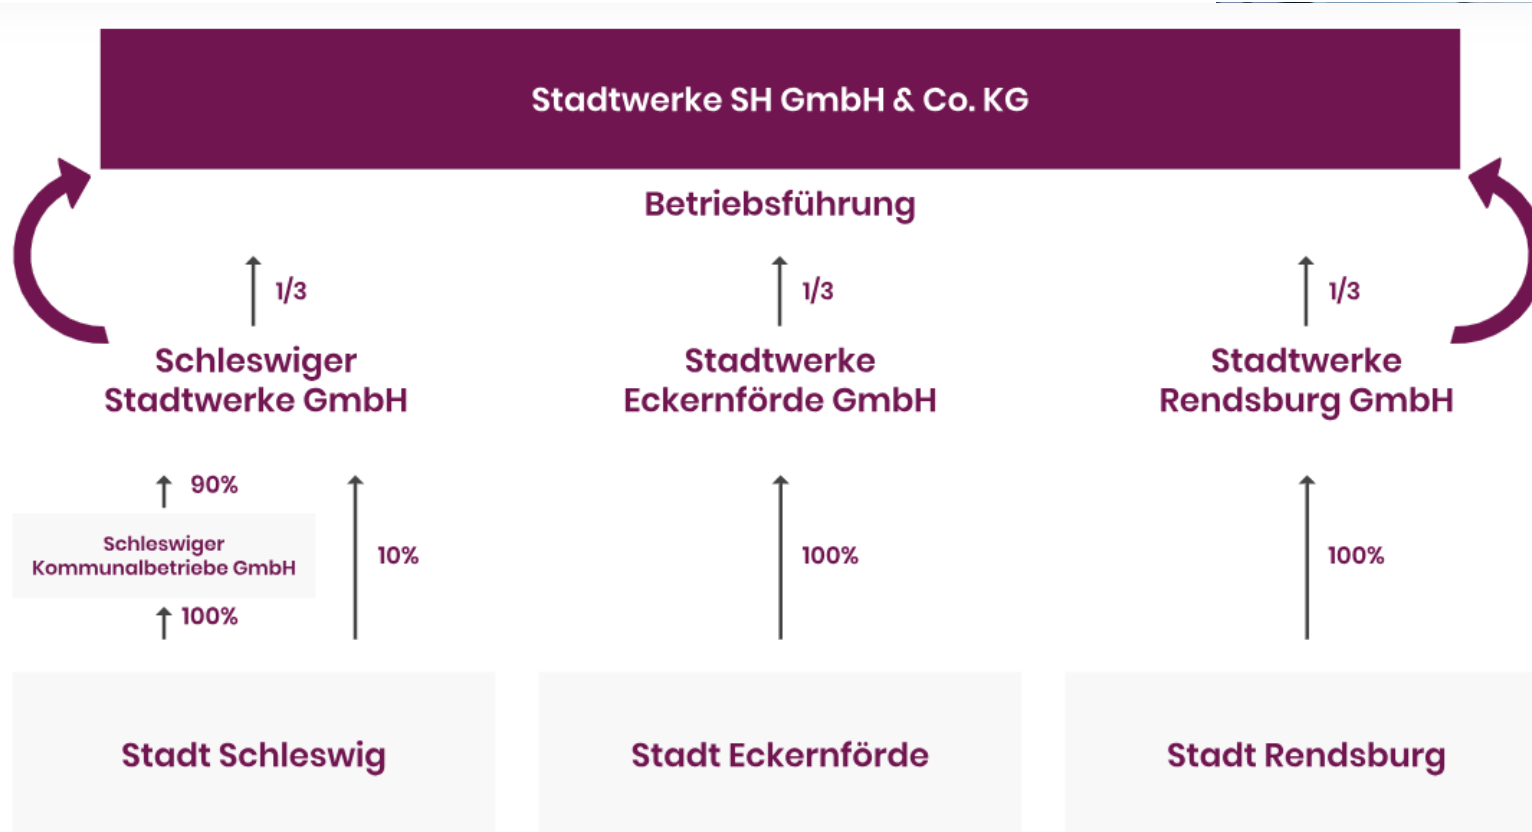 Stadtwerke SH GmbH & Co. KG
Betriebsführung
1/3
1/3
1/3
Schleswiger
Stadtwerke GmbH
Stadtwerke
Eckernförde GmbH
Stadtwerke
Rendsburg GmbH
90%
Schleswiger
Kommunalbetriebe GmbH
100%
10%
100%
100%
Stadt Schleswig
Stadt Eckernförde
Stadt Rendsburg